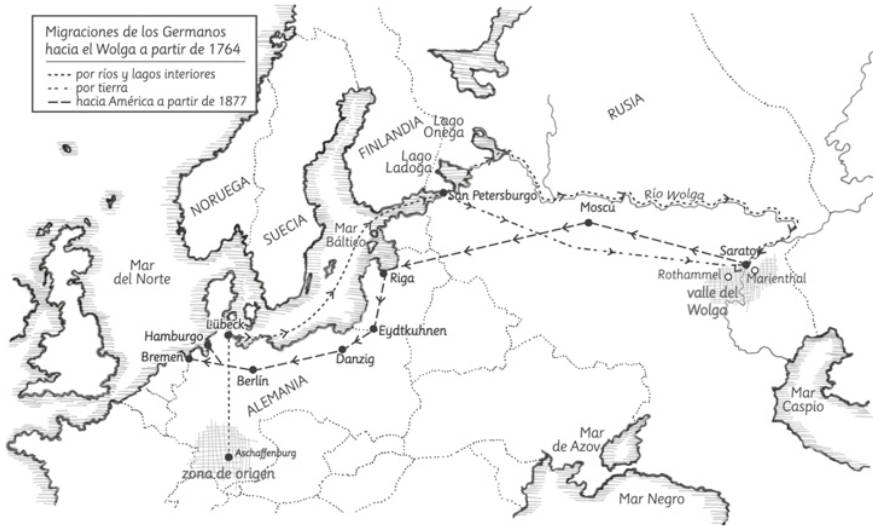 Migraciones de los Germanos
hacia el Wolga a partir de 1764
por ríos y lagos interiores
por tierra
hacia América a partir de 1877
RUSIA
Lago
Onega
FINLANDIA
Lago
Ladoga
NORUEGA
San Petersburgo
Río Wolga
Moscú
SUECIA
Mar
Báltico
Saratov
Mar
del Norte
Riga
Rothammel
Marienthal
valle del
Wolga
Lübeck
Hamburgo
Eydtkuhnen
Bremen
Danzig
Berlín
ALEMANIA
Mar
Caspio
Mar
de Azov
Aschaffenburg
zona de origen
Mar Negro